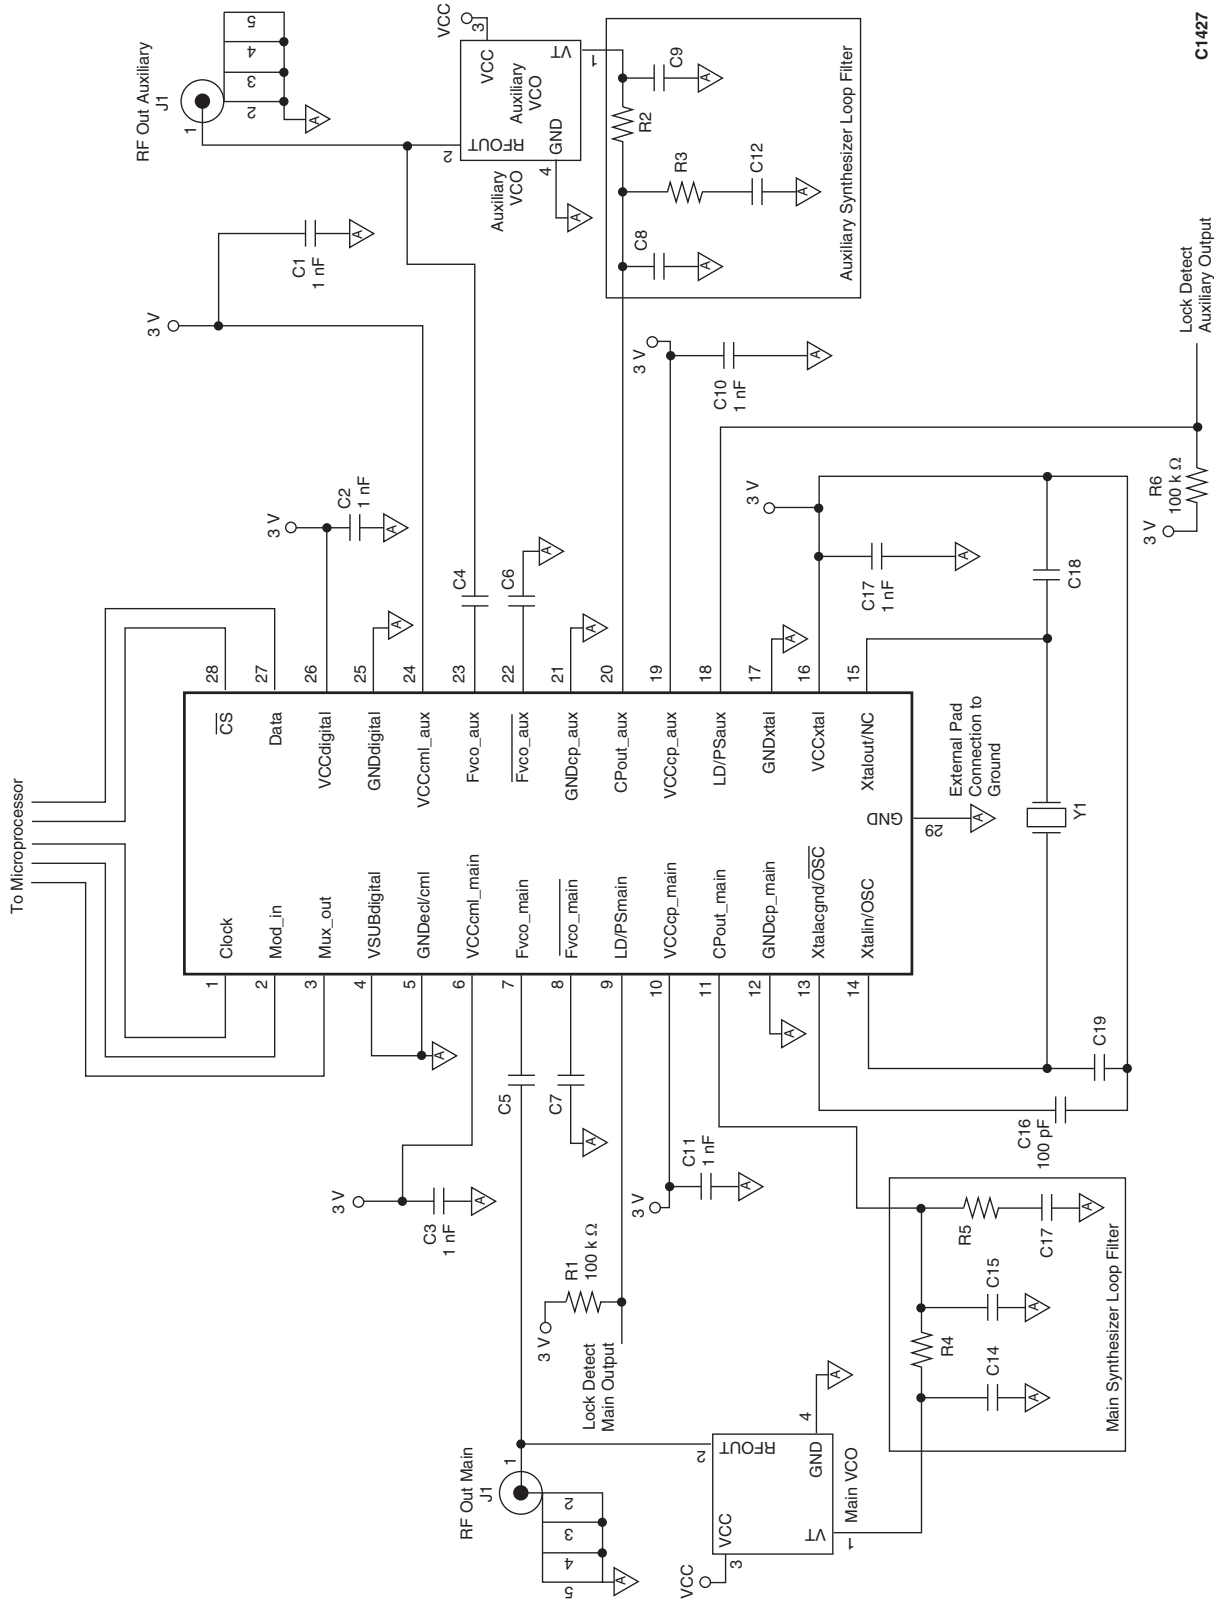 To Microprocessor
Clock
Mod_in
Mux_out
VSUBdigital
GNDecl/cml
VCCcml_main
Fvco_main
Fvco_main
LD/PSmain
VCCcp_main
CPout_main
GNDcp_main
Xtalacgnd/OSC
Xtalin/OSC
1
2
3
4
5
6
7
8
9
10
11
12
13
14
CS
Data
VCCdigital
GNDdigital
VCCcml_aux
Fvco_aux
Fvco_aux
GNDcp_aux
CPout_aux
VCCcp_aux
LD/PSaux
GNDxtal
VCCxtal
Xtalout/NC
28
27
26
25
24
23
22
21
20
19
18
17
16
15
GND
29
A
External Pad
Connection to
Ground
3 V
C3
1 nF
A
A
C5
C7
A
3 V
C11
1 nF
A
A
3 V
R1
100 k Ω
Lock Detect
Main Output
RF Out Main
J1
1
2
3
4
5
A
VCC
3
VCC
RFOUT
2
GND
4
A
VT
1
Main VCO
R4
C14
A
C15
A
R5
C17
A
Main Synthesizer Loop Filter
C16
100 pF
C19
Y1
C18
3 V
C2
1 nF
A
A
3 V
C1
1 nF
A
C4
C6
A
A
RF Out Auxiliary
J1
1
2
3
4
5
A
VCC
3
VCC
Auxiliary
VCO
RFOUT
2
GND
4
A
VT
1
Auxiliary
VCO
R2
C9
A
R3
C12
A
C8
A
Auxiliary Synthesizer Loop Filter
3 V
C10
1 nF
A
3 V
C17
1 nF
A
A
3 V
R6
100 k Ω
Lock Detect
Auxiliary Output
C1427